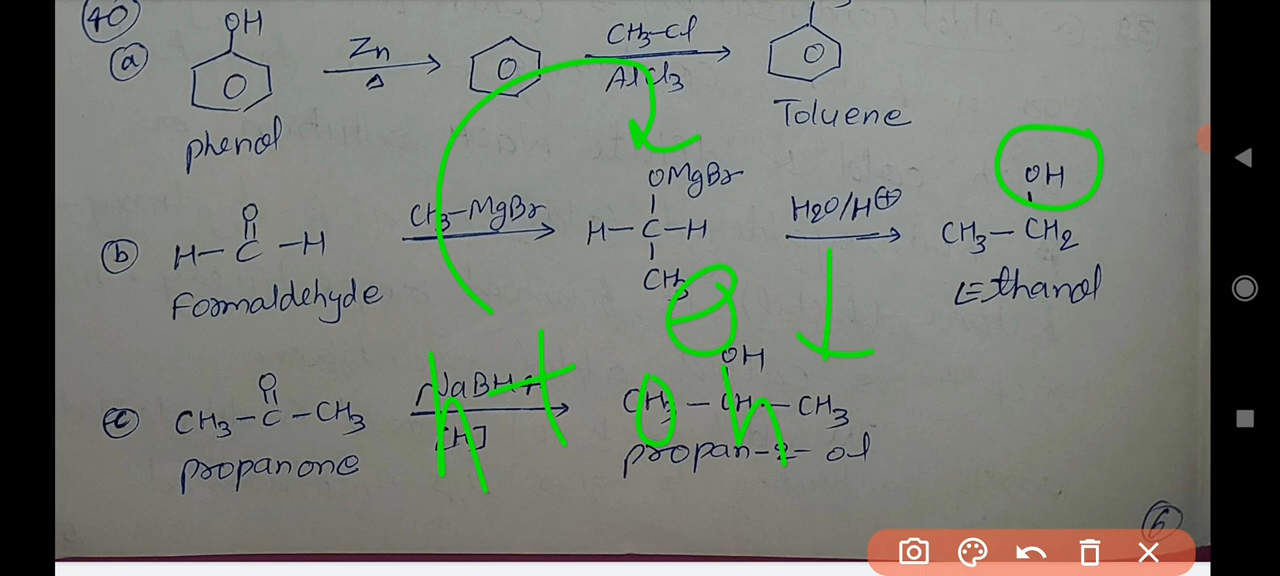 40
a OH Zn CH3-Cl
Δ AlCl3
phenol Toluene
OMgBr OH
b H-C-H O CH3-MgBr H-C-H H2O/H⊕ CH3-CH2
CH3
Formaldehyde Ethanol
OH
c CH3-C-CH3 O NaBH4 CH3-CH-CH3
[H]
propanone propan-2-ol
6